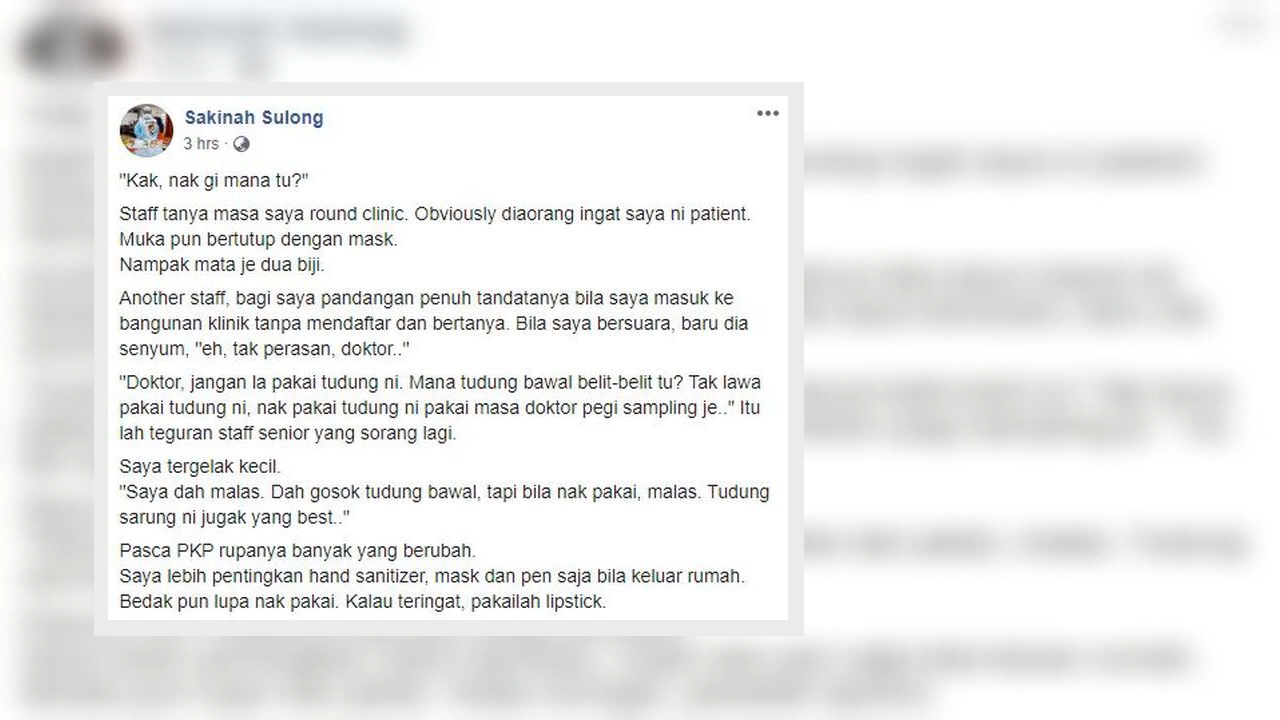 Sakinah Sulong
3 hrs ·
"Kak, nak gi mana tu?"
Staff tanya masa saya round clinic. Obviously diaorang ingat saya ni patient.
Muka pun bertutup dengan mask.
Nampak mata je dua biji.
Another staff, bagi saya pandangan penuh tandatanya bila saya masuk ke
bangunan klinik tanpa mendaftar dan bertanya. Bila saya bersuara, baru dia
senyum, "eh, tak perasan, doktor.."
"Doktor, jangan la pakai tudung ni. Mana tudung bawal belit-belit tu? Tak lawa
pakai tudung ni, nak pakai tudung ni pakai masa doktor pegi sampling je.." Itu
lah teguran staff senior yang sorang lagi.
Saya tergelak kecil.
"Saya dah malas. Dah gosok tudung bawal, tapi bila nak pakai, malas. Tudung
sarung ni jugak yang best.."
Pasca PKP rupanya banyak yang berubah.
Saya lebih pentingkan hand sanitizer, mask dan pen saja bila keluar rumah.
Bedak pun lupa nak pakai. Kalau teringat, pakailah lipstick.